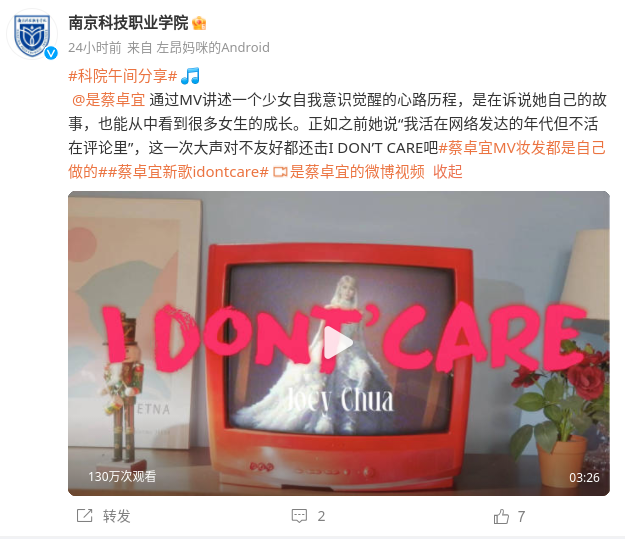 南京科技职业学院
24小时前 来自 左昂妈咪的Android
#科院午间分享#
@是蔡卓宜 通过MV讲述一个少女自我意识觉醒的心路历程，是在诉说她自己的故
事，也能从中看到很多女生的成长。正如之前她说“我活在网络发达的年代但不活
在评论里”，这一次大声对不友好都还击I DON’T CARE吧#蔡卓宜MV妆发都是自己
做的##蔡卓宜新歌idontcare# 是蔡卓宜的微博视频 收起
I DONT’CARE
Joey Chua
ETNA
130万次观看
03:26
转发
2
7